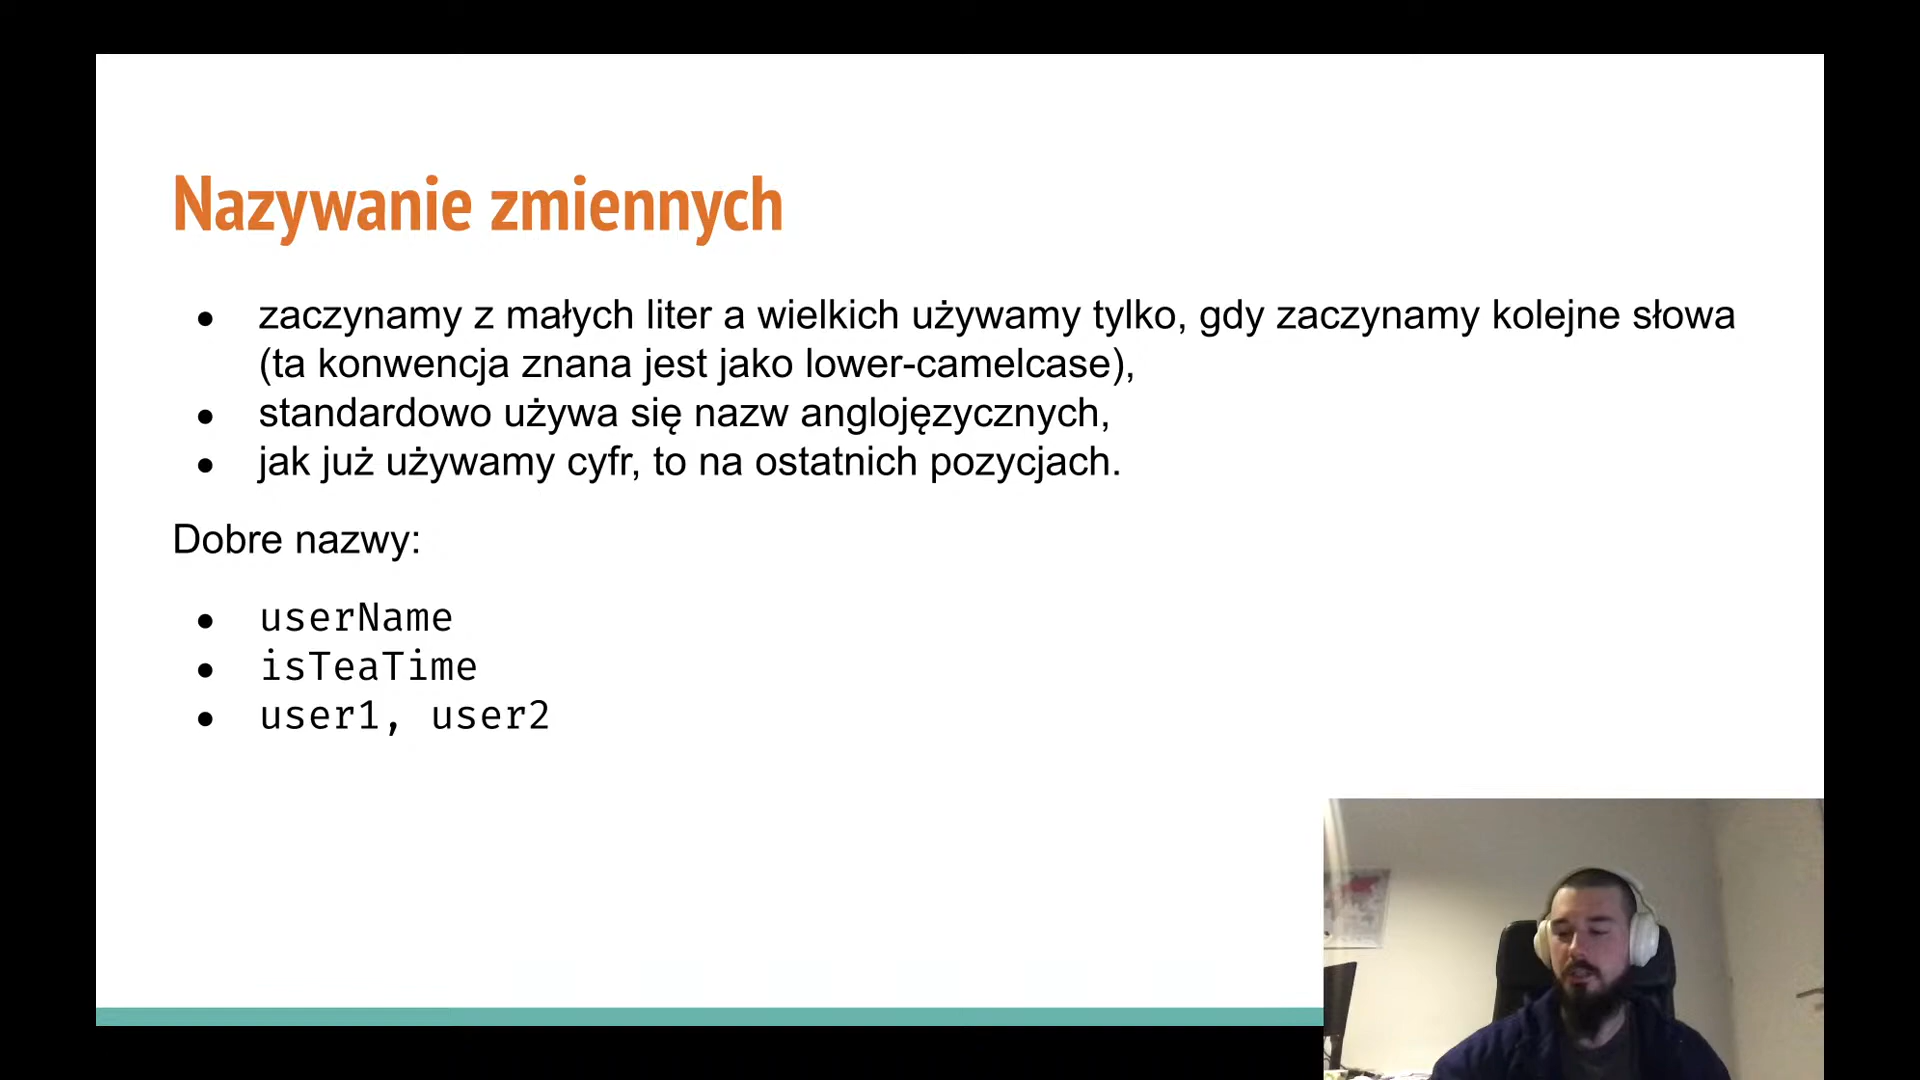 Nazywanie zmiennych
● zaczynamy z małych liter a wielkich używamy tylko, gdy zaczynamy kolejne słowa
(ta konwencja znana jest jako lower-camelcase),
● standardowo używa się nazw anglojęzycznych,
● jak już używamy cyfr, to na ostatnich pozycjach.
Dobre nazwy:
● userName
● isTeaTime
● user1, user2